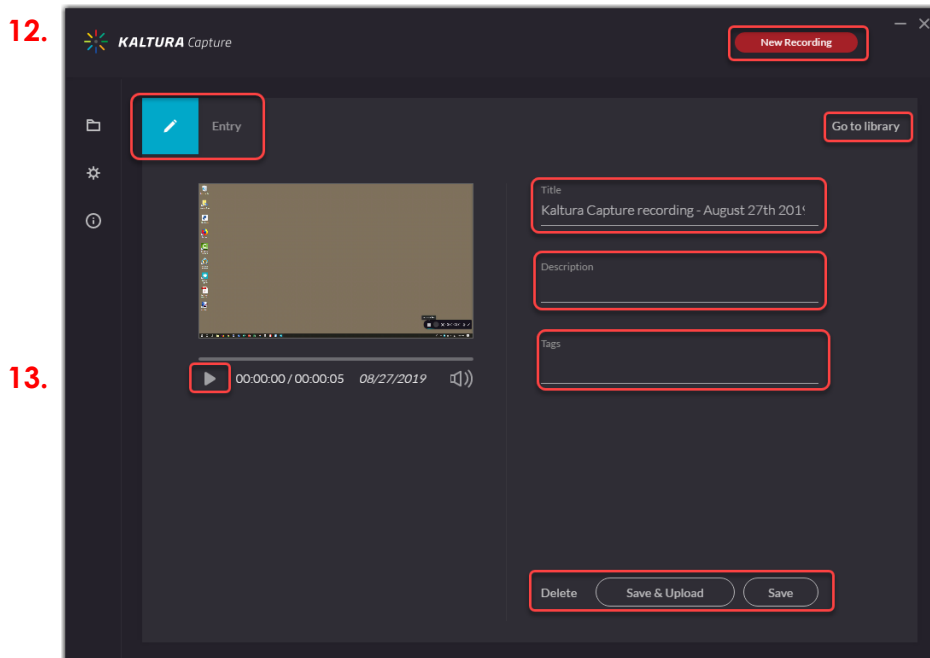 12.
KALTURA Capture
New Recording
Entry
Go to library
Title
Kaltura Capture recording - August 27th 201
Description
Tags
13.
00:00:00 / 00:00:05 08/27/2019
Delete Save & Upload Save